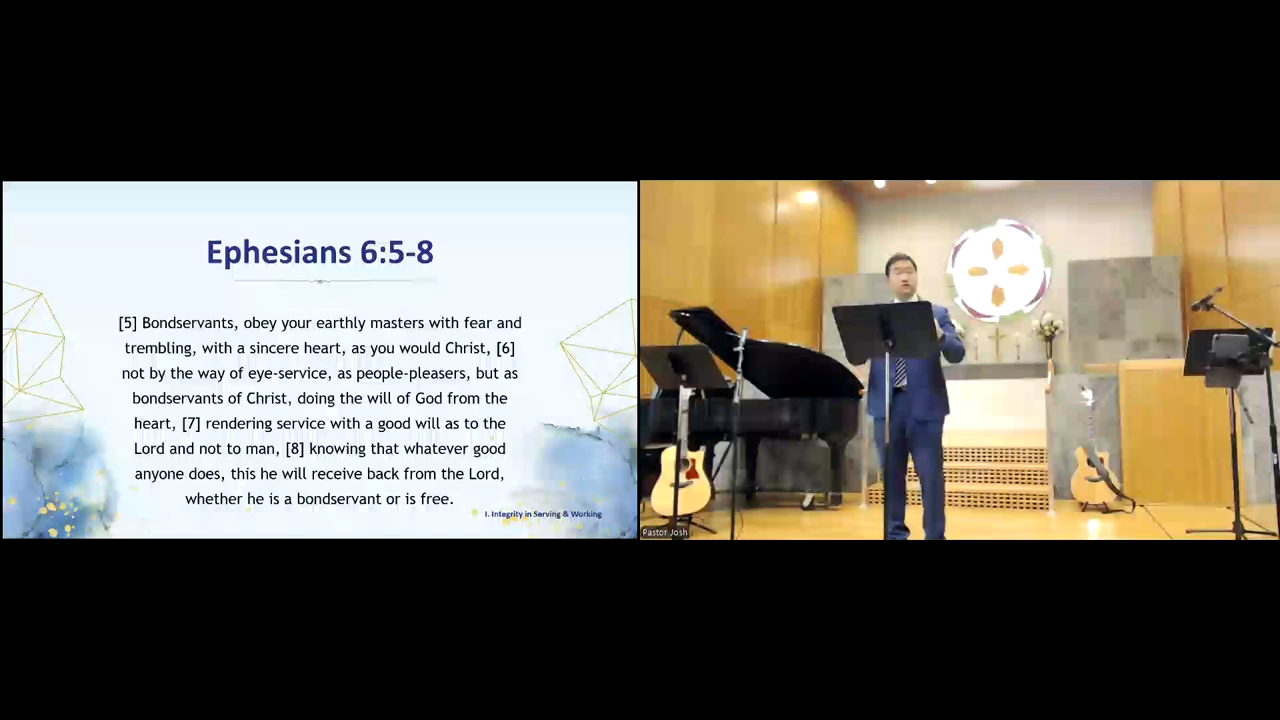 Ephesians 6:5-8
[5] Bondservants, obey your earthly masters with fear and
trembling, with a sincere heart, as you would Christ, [6]
not by the way of eye-service, as people-pleasers, but as
bondservants of Christ, doing the will of God from the
heart, [7] rendering service with a good will as to the
Lord and not to man, [8] knowing that whatever good
anyone does, this he will receive back from the Lord,
whether he is a bondservant or is free.
I. Integrity in Serving & Working
Pastor Josh